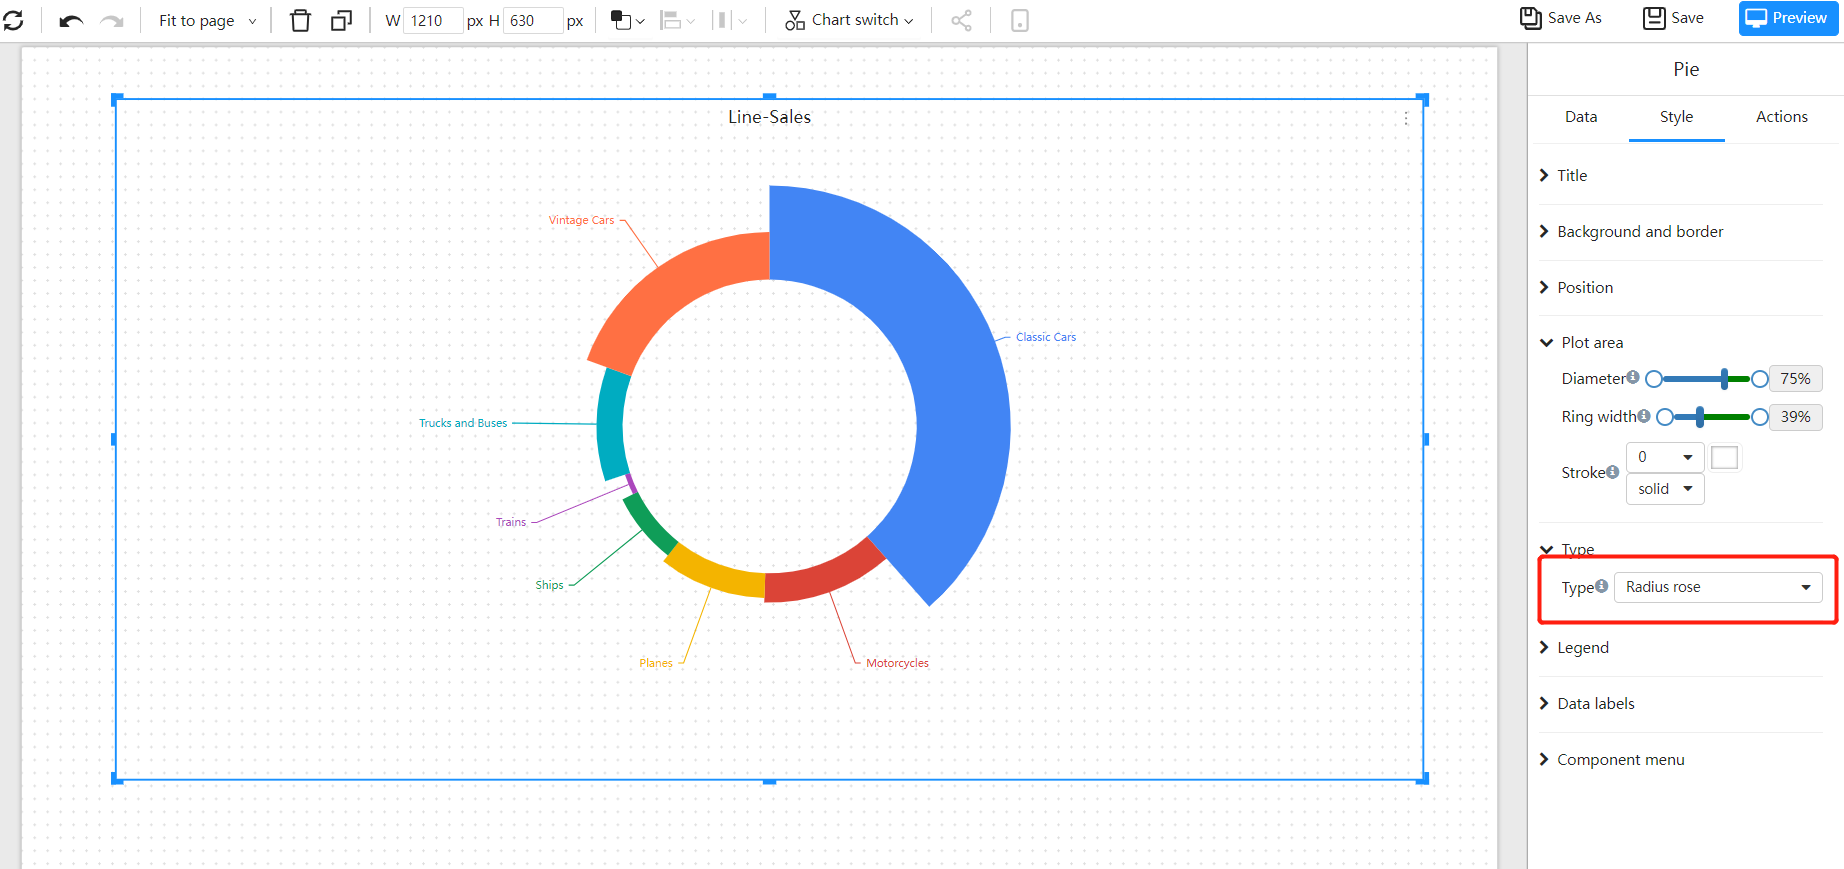 Fit to page W 1210 px H 630 px Chart switch Save As Save Preview
Pie
Data Style Actions
Line-Sales
Vintage Cars
Classic Cars
Trucks and Buses
Trains
Ships
Planes
Motorcycles
Title
Background and border
Position
Plot area
Diameter 75%
Ring width 39%
Stroke 0
solid
Type
Type Radius rose
Legend
Data labels
Component menu